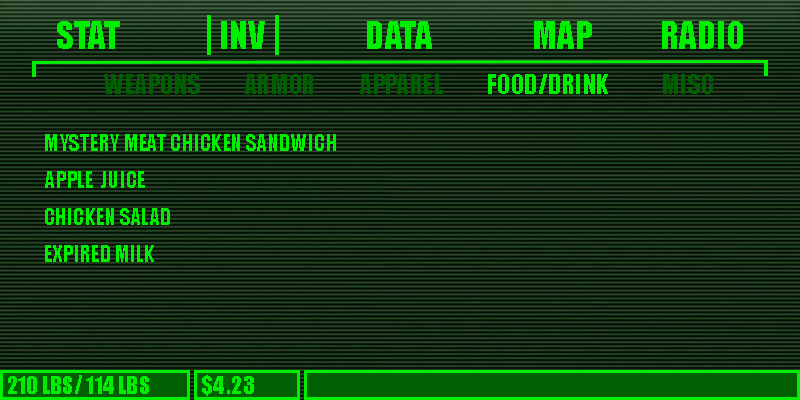 STAT INV DATA MAP RADIO
WEAPONS ARMOR APPAREL FOOD/DRINK MISC
MYSTERY MEAT CHICKEN SANDWICH
APPLE JUICE
CHICKEN SALAD
EXPIRED MILK
210 LBS/ 114 LBS $4.23